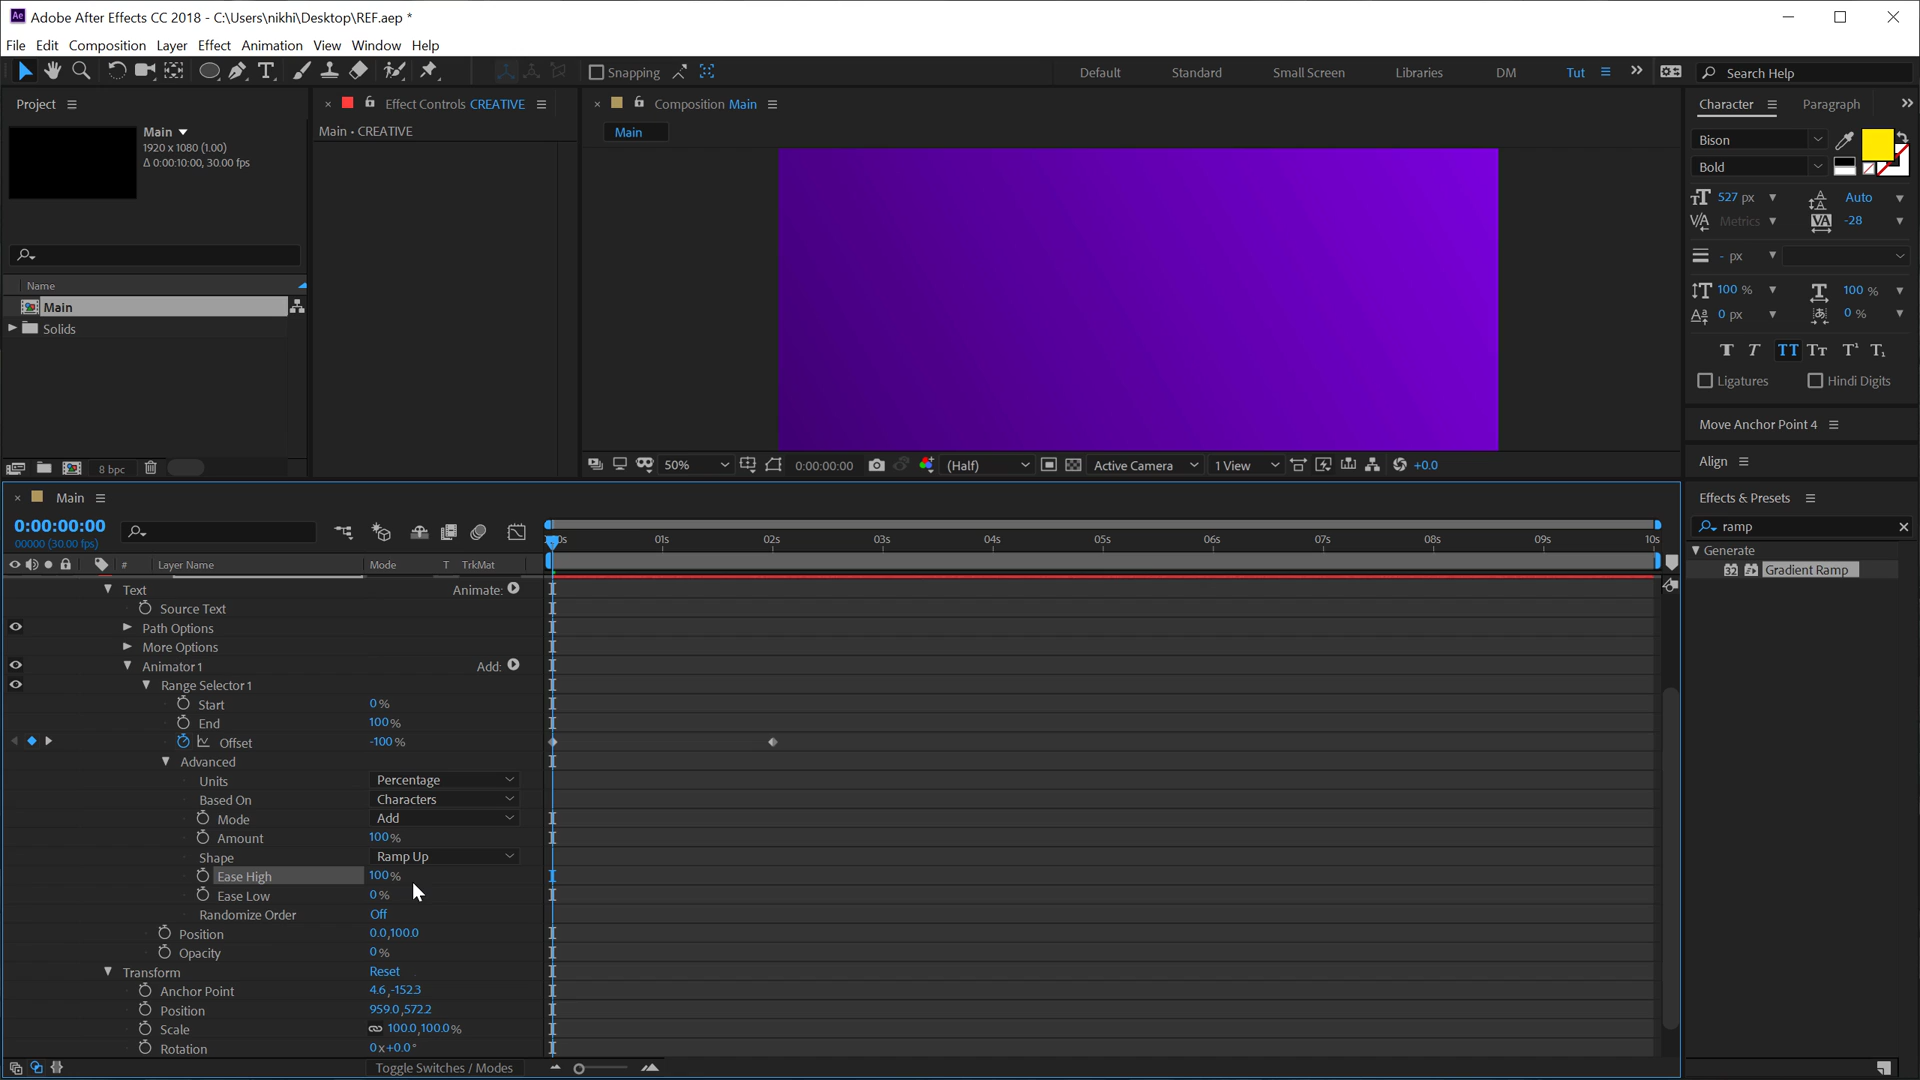 Ae Adobe After Effects CC 2018 - C:\Users\nikhi\Desktop\REF.aep *
File Edit Composition Layer Effect Animation View Window Help
Snapping Default Standard Small Screen Libraries DM Tut Search Help
Project
Main
1920 x 1080 (1.00)
Δ 0:00:10:00, 30.00 fps
Name
Main
Solids
8 bpc
Effect Controls CREATIVE
Main • CREATIVE
Composition Main
Main
50% 0:00:00:00 (Half) Active Camera 1 View +0.0
Character Paragraph
Bison
Bold
527 px Auto
Metrics -28
- px
100 % 100 %
0 px 0 %
T T TT Tт T¹ T₁
Ligatures Hindi Digits
Move Anchor Point 4
Align
Effects & Presets
ramp
Generate
32 Gradient Ramp
Main
0:00:00:00
00000 (30.00 fps)
01s 02s 03s 04s 05s 06s 07s 08s 09s 10s
# Layer Name Mode T TrkMat
Text Animate:
Source Text
Path Options
More Options
Animator 1 Add:
Range Selector 1
Start 0%
End 100%
Offset -100%
Advanced
Units Percentage
Based On Characters
Mode Add
Amount 100%
Shape Ramp Up
Ease High 100%
Ease Low 0%
Randomize Order Off
Position 0.0,100.0
Opacity 0%
Transform Reset
Anchor Point 4.6,-152.3
Position 959.0,572.2
Scale 100.0,100.0%
Rotation 0x+0.0°
Toggle Switches / Modes